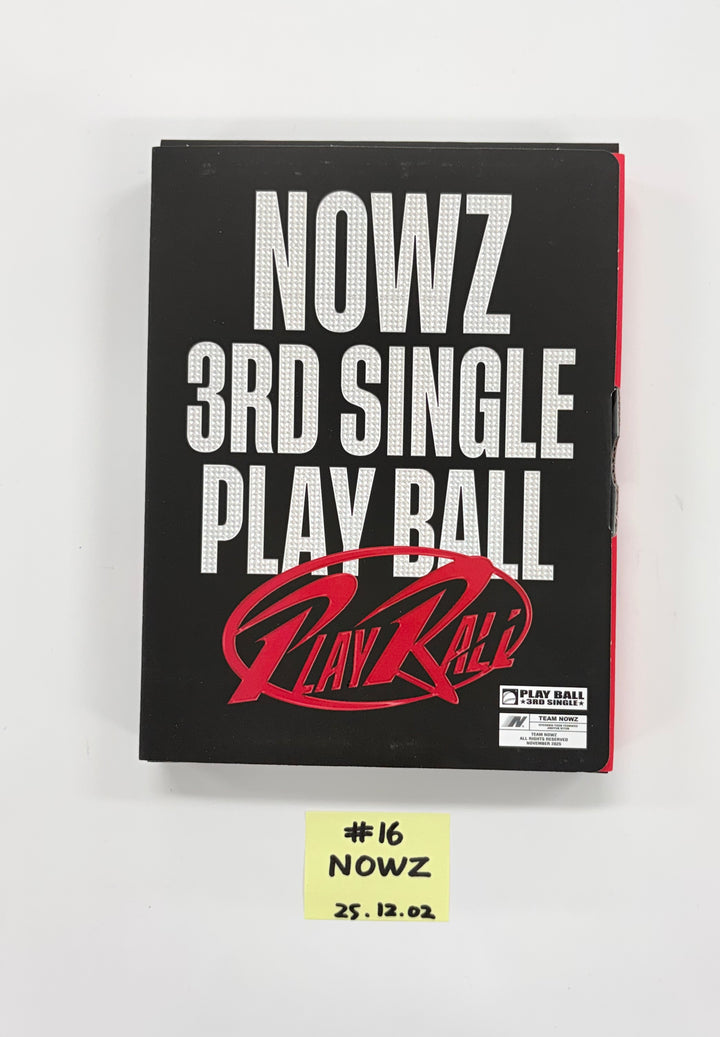 NOWZ
3RD SINGLE
PLAY BALL
PLAY BALL
PLAY BALL
★3RD SINGLE★
N
TEAM NOWZ
TEAM NOWZ
ALL RIGHTS RESERVED
NOVEMBER 2025
#16
NOWZ
25.12.02